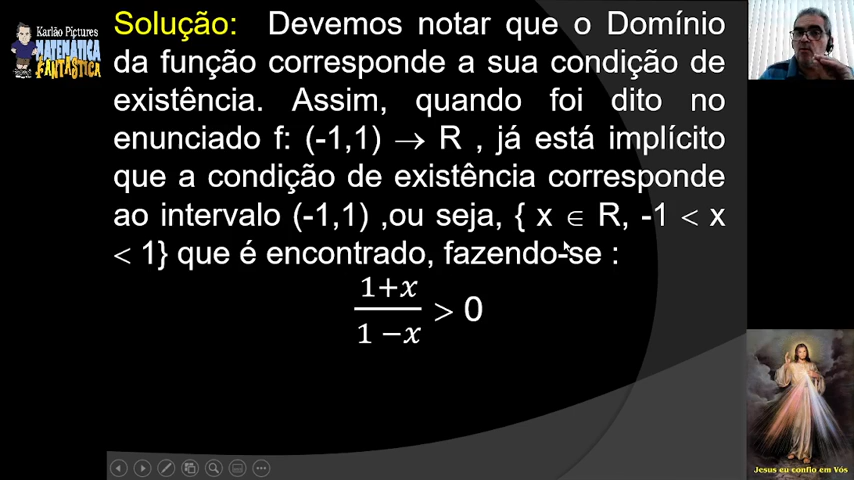 Karlão Pictures
MATEMÁTICA
FANTÁSTICA
Solução: Devemos notar que o Domínio
da função corresponde a sua condição de
existência. Assim, quando foi dito no
enunciado f: (-1,1) → R , já está implícito
que a condição de existência corresponde
ao intervalo (-1,1) ,ou seja, { x ∈ R, -1 < x
< 1} que é encontrado, fazendo-se :
1+x
1 −x
> 0
Jesus eu confio em Vós